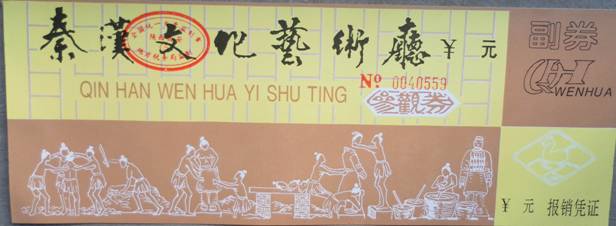 秦漢文化藝術廳 ¥ 元
副券
№ 0040559
QH
WENHUA
QIN HAN WEN HUA YI SHU TING
參觀券
¥ 元 报销凭证